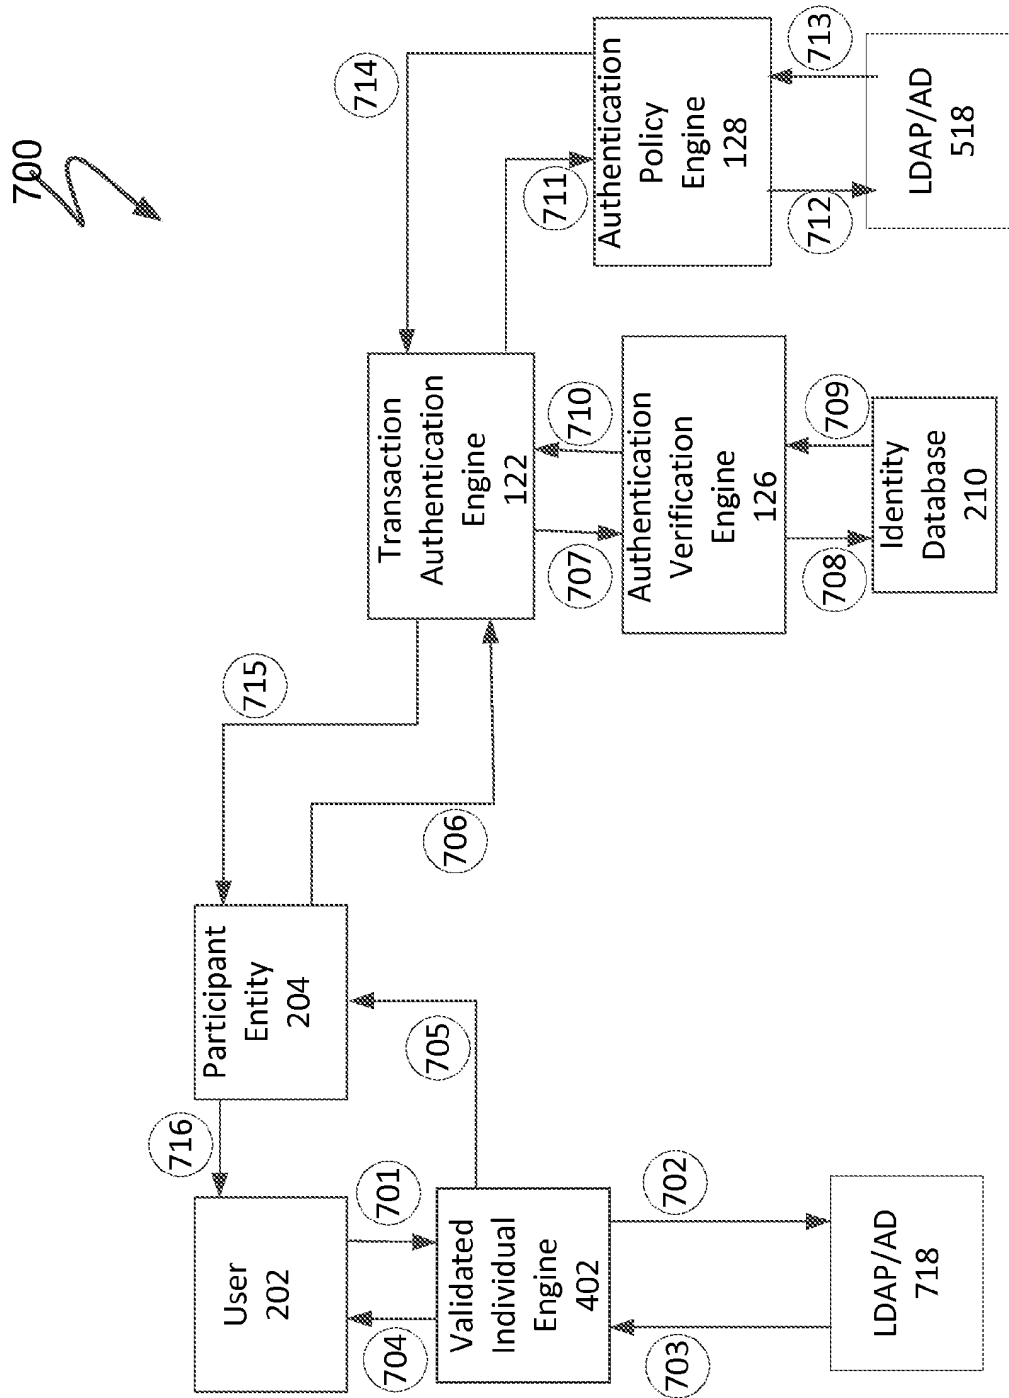 700
User
202
716
Participant
Entity
204
715
701
704
Validated
Individual
Engine
402
705
706
702
703
LDAP/AD
718
Transaction
Authentication
Engine
122
714
711
707
710
Authentication
Verification
Engine
126
708
709
Identity
Database
210
Authentication
Policy
Engine
128
712
713
LDAP/AD
518